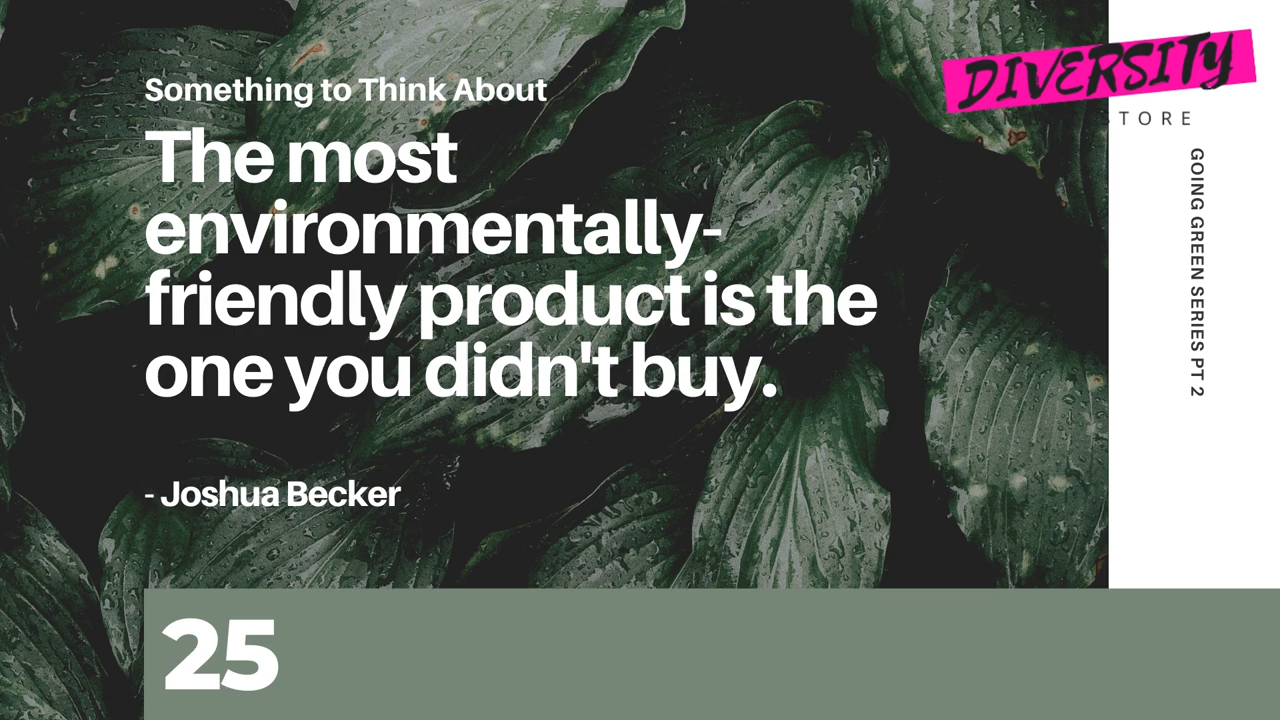 Something to Think About
The most
environmentally-
friendly product is the
one you didn't buy.
- Joshua Becker
DIVERSITY
TORE
GOING GREEN SERIES PT 2
25